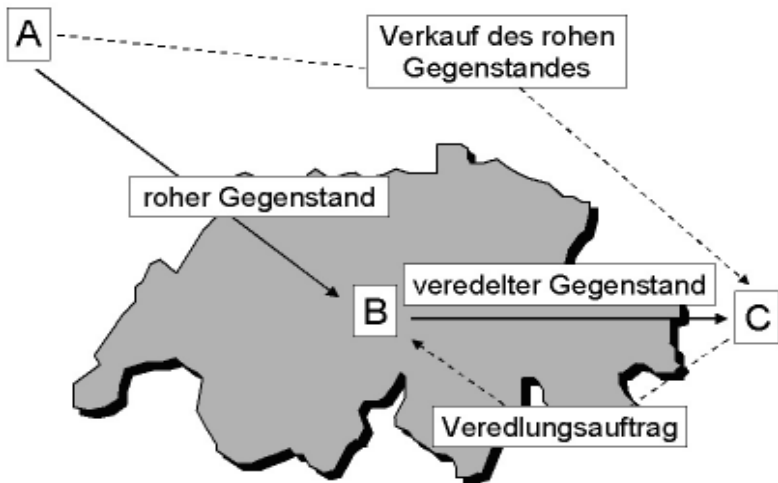 A
Verkauf des rohen
Gegenstandes
roher Gegenstand
veredelter Gegenstand
B
C
Veredlungsauftrag